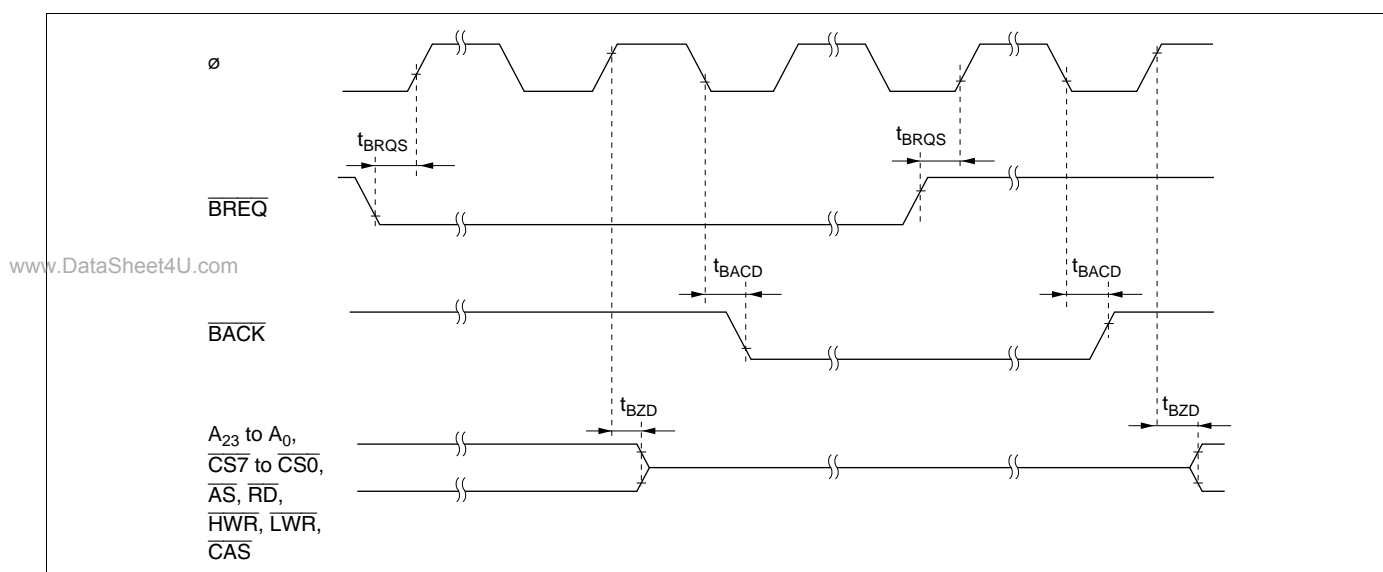 ø
tBRQS
tBRQS
BREQ
www.DataSheet4U.com
tBACD
tBACD
BACK
tBZD
tBZD
A23 to A0,
CS7 to CS0,
AS, RD,
HWR, LWR,
CAS